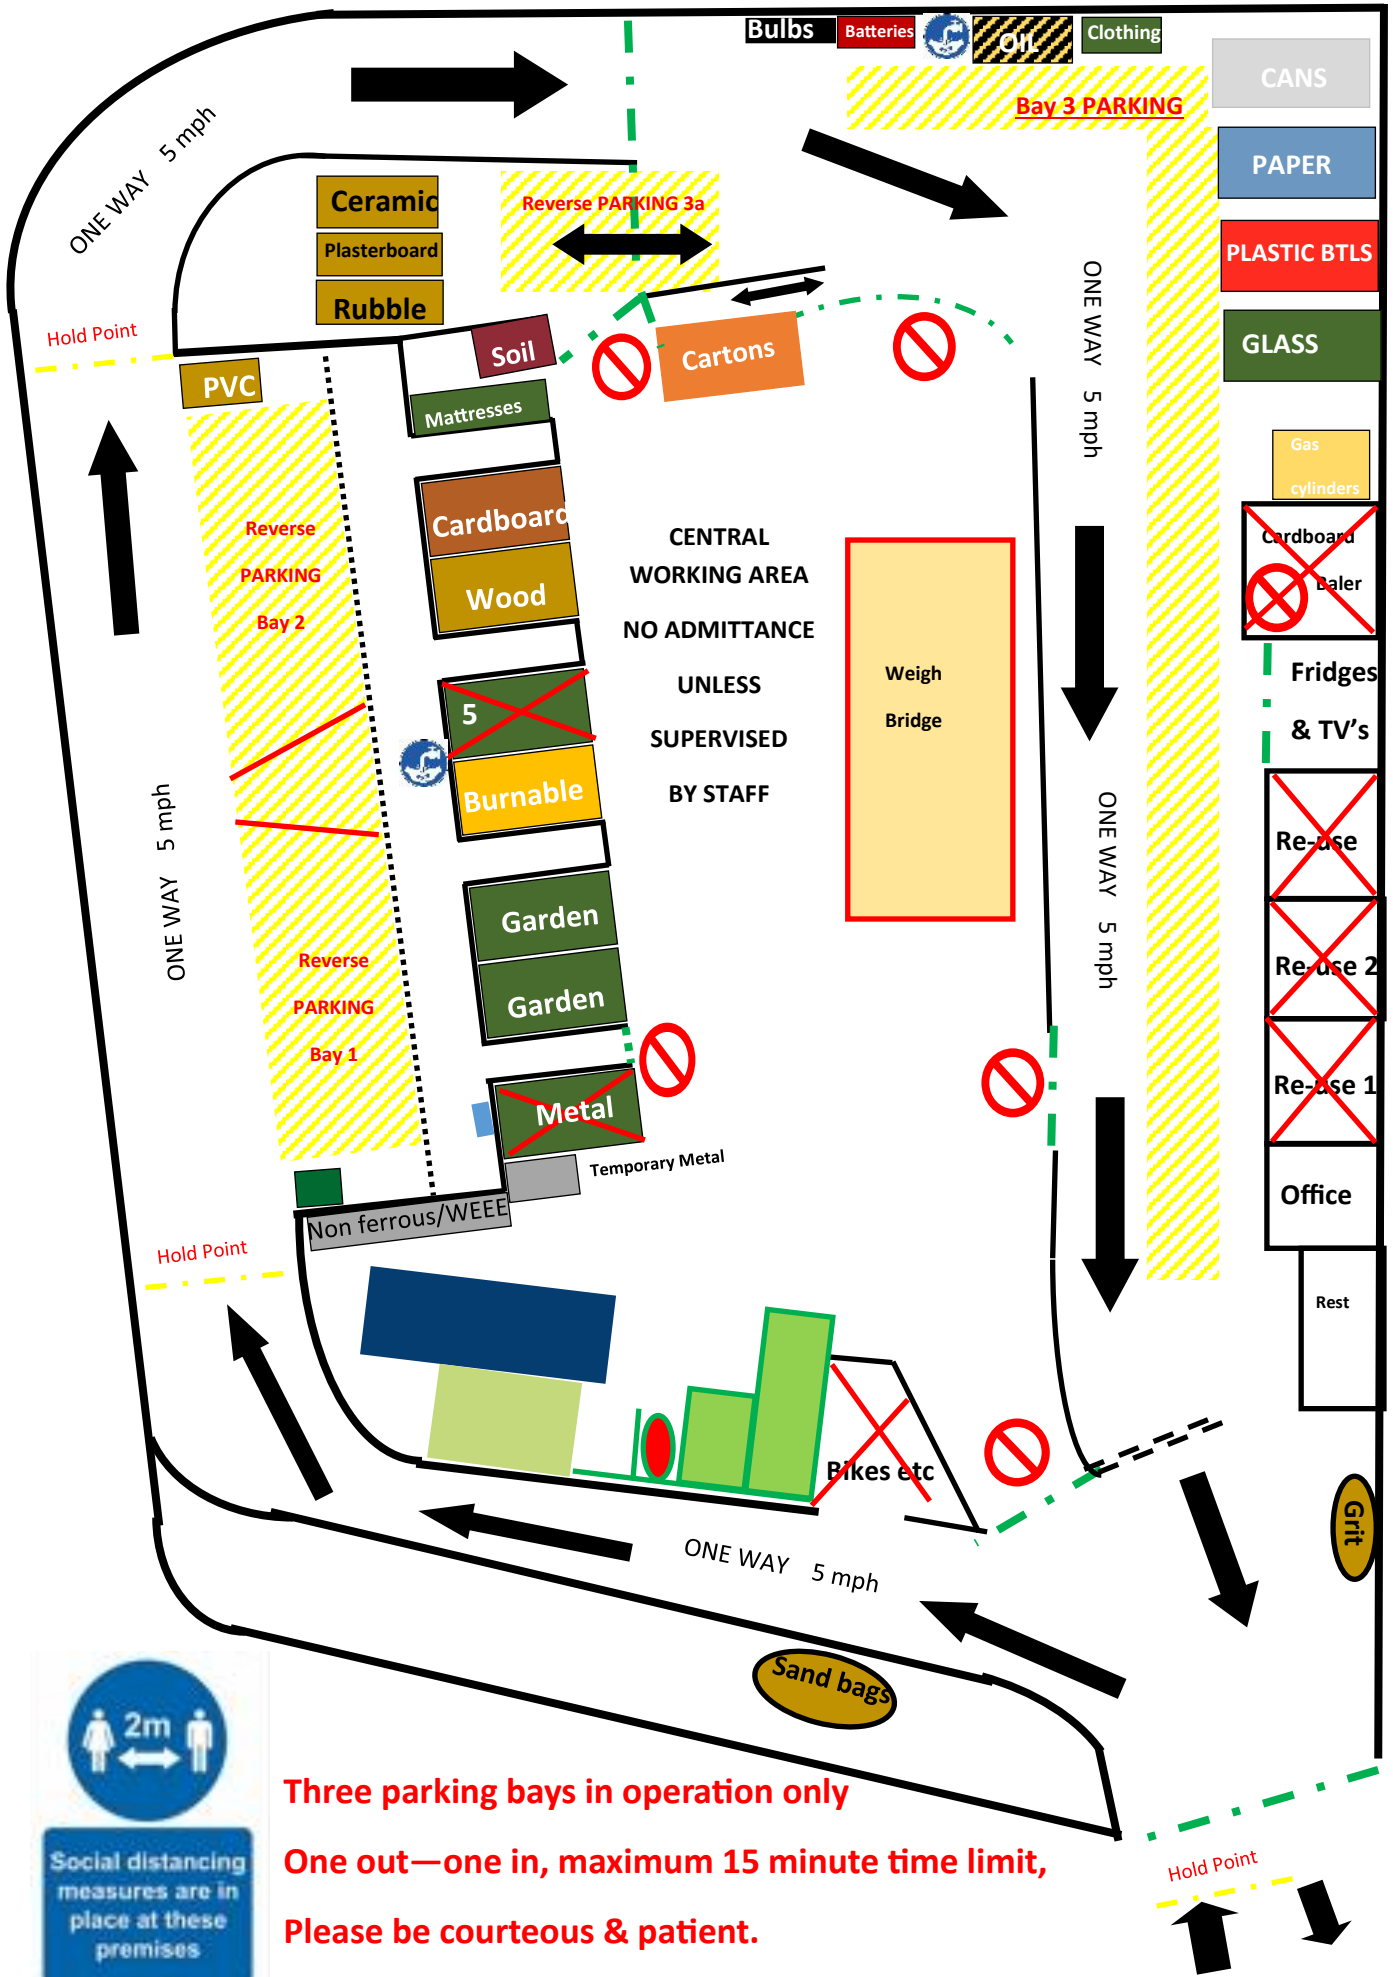 Bulbs
Batteries
OIL
Clothing
CANS
Bay 3 PARKING
PAPER
ONE WAY 5 mph
Ceramic
Reverse PARKING 3a
Plasterboard
PLASTIC BTLS
Rubble
Hold Point
Soil
Cartons
ONE WAY 5 mph
GLASS
PVC
Mattresses
Gas
cylinders
Reverse
PARKING
Bay 2
Cardboard
Wood
CENTRAL
WORKING AREA
NO ADMITTANCE
UNLESS
SUPERVISED
BY STAFF
Cardboard
Baler
Weigh
Bridge
Fridges
& TV's
5
Burnable
ONE WAY 5 mph
ONE WAY 5 mph
Re-use
Garden
Re-use 2
Reverse
PARKING
Bay 1
Garden
Re-use 1
Metal
Temporary Metal
Office
Non ferrous/WEEE
Hold Point
Rest
Bikes etc
Grit
ONE WAY 5 mph
Sand bags
2m
Social distancing
measures are in
place at these
premises
Three parking bays in operation only
One out—one in, maximum 15 minute time limit,
Please be courteous & patient.
Hold Point